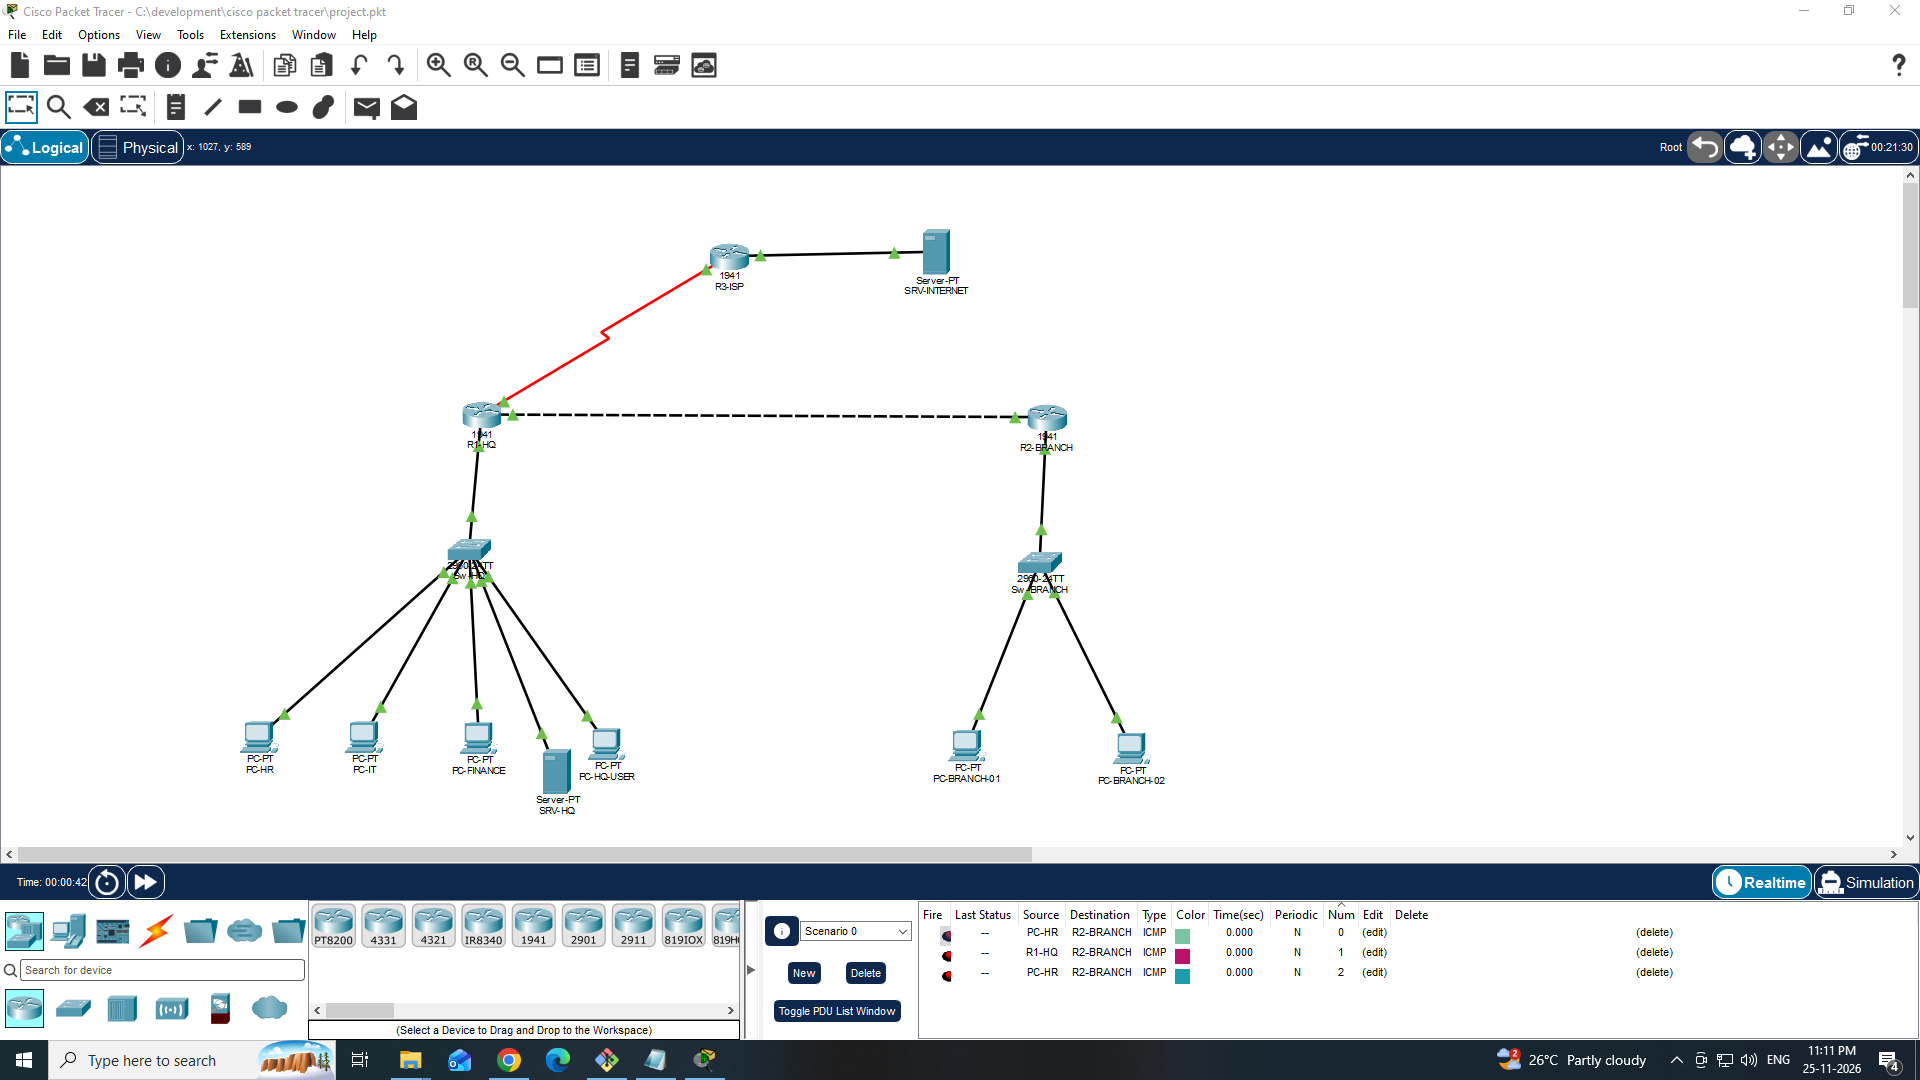 Cisco Packet Tracer - C:\development\cisco packet tracer\project.pkt
File Edit Options View Tools Extensions Window Help
Logical Physical x: 1027, y: 589 Root 00:21:30
1941
R3-ISP
Server-PT
SRV-INTERNET
1941
R1-HQ
1941
R2-BRANCH
2960-24TT
Sw-HQ
2960-24TT
Sw-BRANCH
PC-PT
PC-HR
PC-PT
PC-IT
PC-PT
PC-FINANCE
Server-PT
SRV-HQ
PC-PT
PC-HQ-USER
PC-PT
PC-BRANCH-01
PC-PT
PC-BRANCH-02
Time: 00:00:42 Realtime Simulation
PT8200 4331 4321 IR8340 1941 2901 2911 819IOX
Search for device
(Select a Device to Drag and Drop to the Workspace)
Scenario 0
New Delete
Toggle PDU List Window
Fire Last Status Source Destination Type Color Time(sec) Periodic Num Edit Delete
-- PC-HR R2-BRANCH ICMP 0.000 N 0 (edit) (delete)
-- R1-HQ R2-BRANCH ICMP 0.000 N 1 (edit) (delete)
-- PC-HR R2-BRANCH ICMP 0.000 N 2 (edit) (delete)
Type here to search
2
26°C Partly cloudy
ENG
11:11 PM
25-11-2026
4